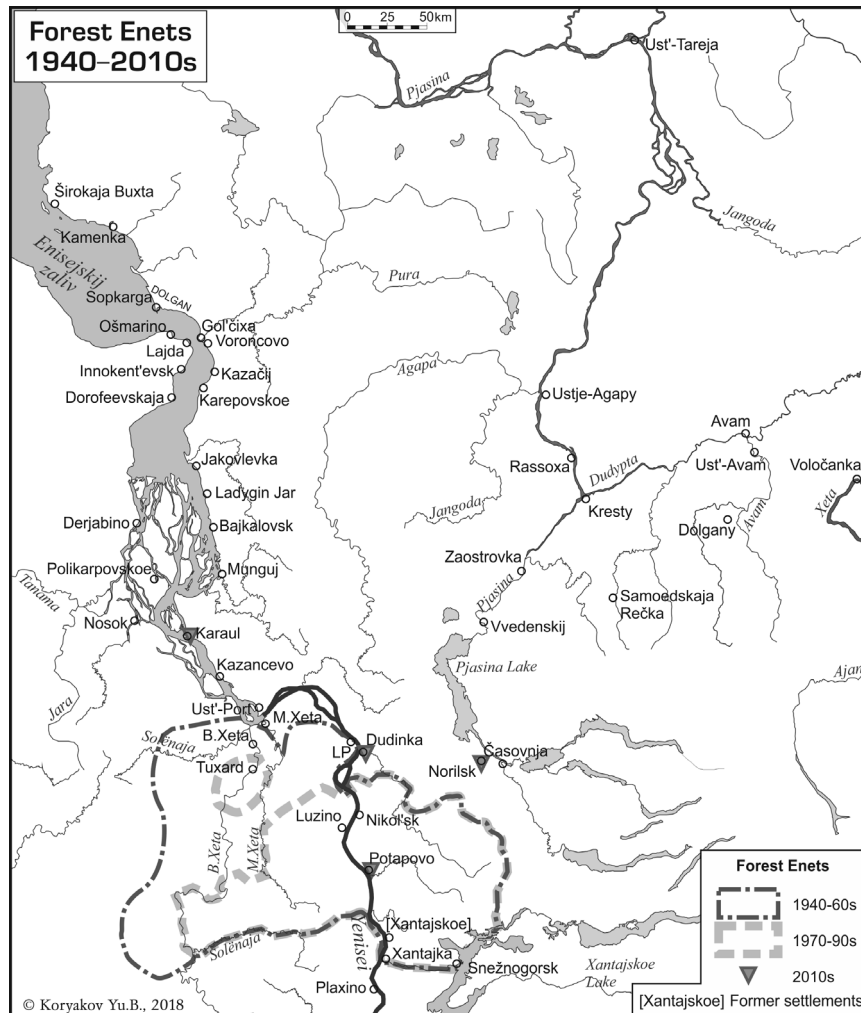 Forest Enets
1940–2010s
0 25 50km
Ust'-Tareja
Pjasina
Širokaja Buxta
Jangoda
Kamenka
Enisejskij
zaliv
Pura
DOLGAN
Sopkarga
Ošmarino
Gol'čixa
Voroncovo
Lajda
Innokent'evsk
Kazačij
Agapa
Dorofeevskaja
Karepovskoe
Ustje-Agapy
Avam
Jakovlevka
Rassoxa
Dudypta
Ust'-Avam
Voločanka
Ladygin Jar
Jangoda
Kresty
Avam
Xeta
Derjabino
Bajkalovsk
Dolgany
Zaostrovka
Polikarpovskoe
Munguj
Tanama
Pjasina
Samoedskaja
Rečka
Nosok
Karaul
Vvedenskij
Kazancevo
Pjasina Lake
Ajan
Jara
Ust'-Port
M.Xeta
Solënaja
B.Xeta
Dudinka
LP
Časovnja
Tuxard
Norilsk
Luzino
Nikol'sk
B.Xeta
M.Xeta
Potapovo
[Xantajskoe]
Yenisei
Solënaja
Xantajka
Snežnogorsk
Xantajskoe
Lake
Plaxino
Forest Enets
1940-60s
1970-90s
2010s
[Xantajskoe] Former settlements
© Koryakov Yu.B., 2018